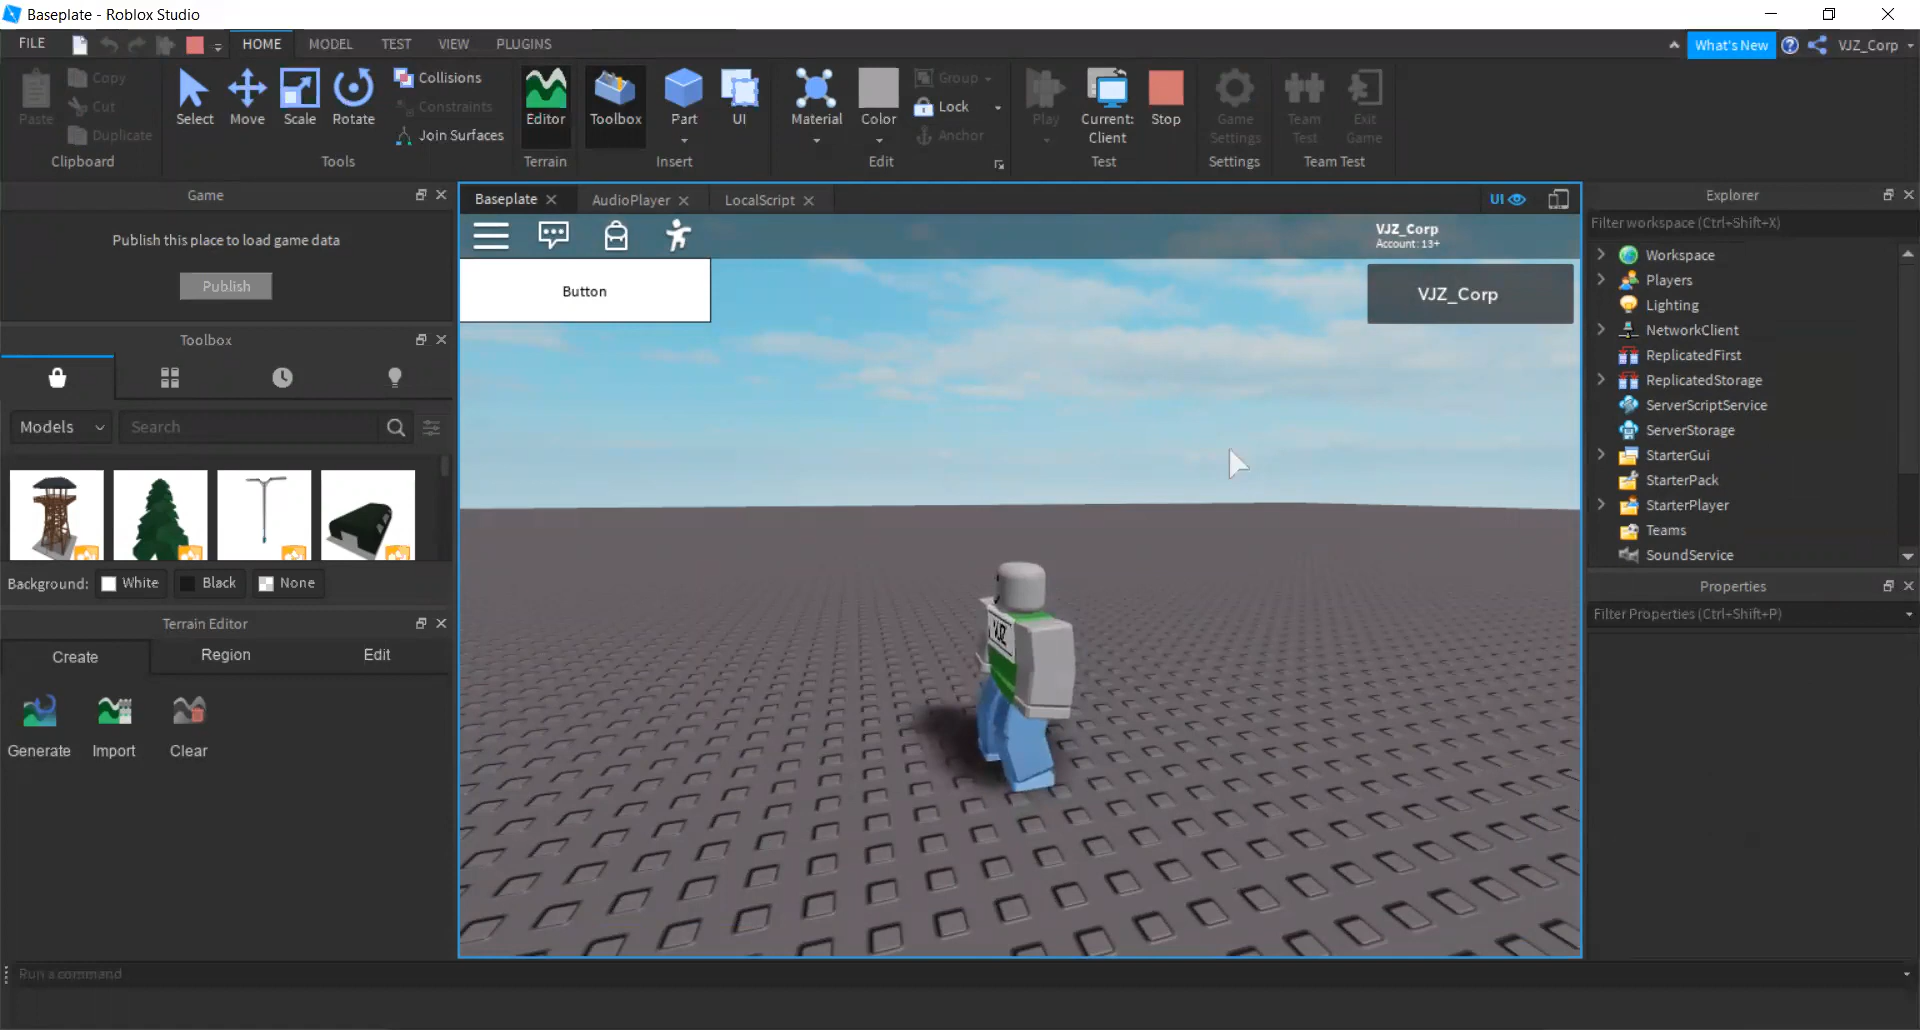 Baseplate - Roblox Studio
FILE HOME MODEL TEST VIEW PLUGINS What's New VJZ_Corp
Paste Copy Cut Duplicate
Clipboard
Select Move Scale Rotate Collisions Constraints Join Surfaces
Tools
Editor
Terrain
Toolbox Part UI
Insert
Material Color Group Lock Anchor
Edit
Play Current: Client Stop
Test
Game Settings
Settings
Team Test Exit Game
Team Test
Game
Publish this place to load game data
Publish
Toolbox
Models Search
Background: White Black None
Terrain Editor
Create Region Edit
Generate Import Clear
Baseplate AudioPlayer LocalScript UI
VJZ_Corp
Account: 13+
Button
VJZ_Corp
VJZ
Explorer
Filter workspace (Ctrl+Shift+X)
Workspace
Players
Lighting
NetworkClient
ReplicatedFirst
ReplicatedStorage
ServerScriptService
ServerStorage
StarterGui
StarterPack
StarterPlayer
Teams
SoundService
Properties
Filter Properties (Ctrl+Shift+P)
Run a command